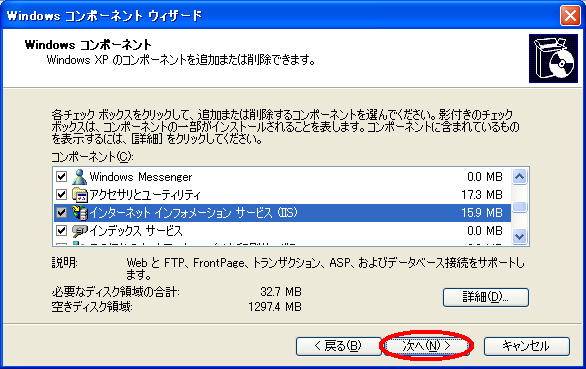 Windows コンポーネント ウィザード
Windows コンポーネント
Windows XP のコンポーネントを追加または削除できます。
各チェック ボックスをクリックして、追加または削除するコンポーネントを選んでください。影付きのチェック
ボックスは、コンポーネントの一部がインストールされることを表します。コンポーネントに含まれているもの
を表示するには、[詳細] をクリックしてください。
コンポーネント(C):
Windows Messenger 0.0 MB
アクセサリとユーティリティ 17.3 MB
インターネット インフォメーション サービス (IIS) 15.9 MB
インデックス サービス 0.0 MB
説明: Web と FTP、FrontPage、トランザクション、ASP、およびデータベース接続をサポートし
ます。
必要なディスク領域の合計: 32.7 MB
空きディスク領域: 1297.4 MB
詳細(D)...
< 戻る(B) 次へ(N) > キャンセル